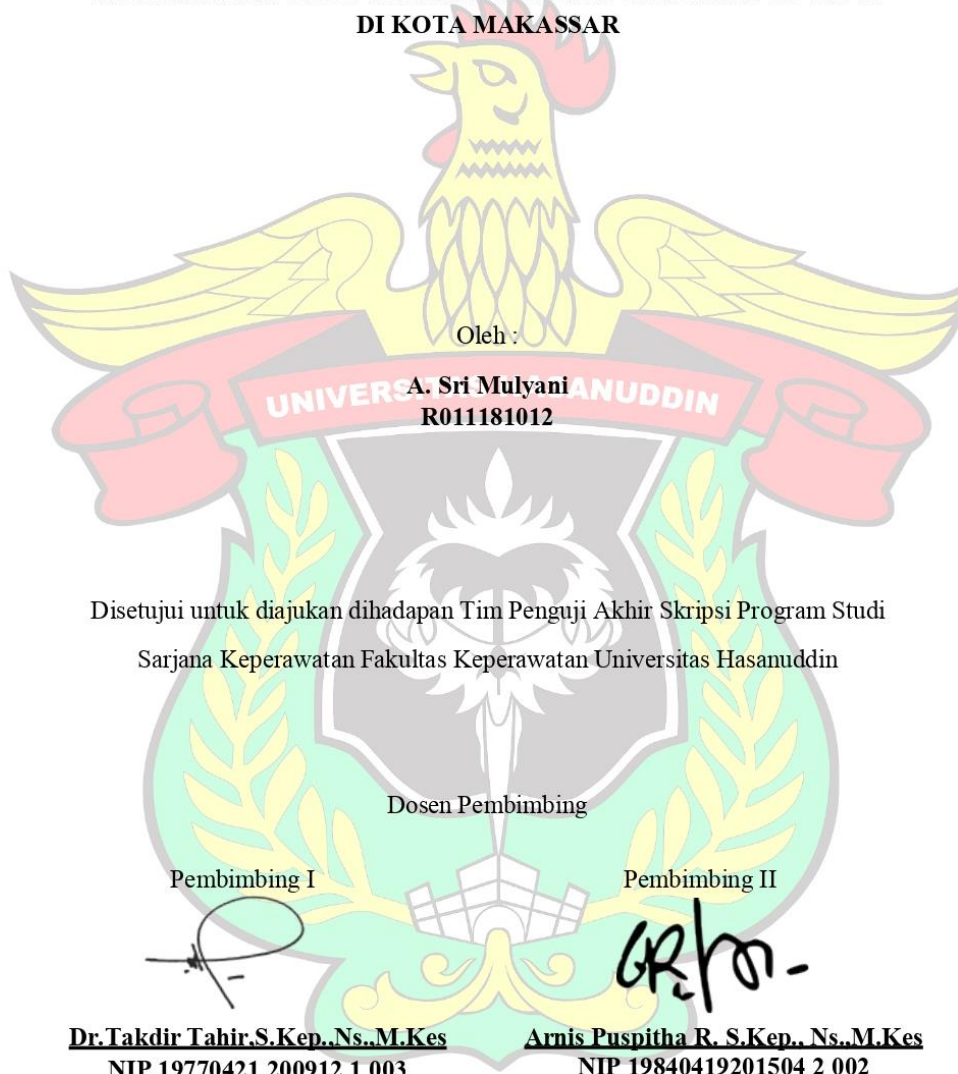 DI KOTA MAKASSAR
Oleh :
UNIVERSITAS HASANUDDIN
A. Sri Mulyani
R011181012
Disetujui untuk diajukan dihadapan Tim Penguji Akhir Skripsi Program Studi
Sarjana Keperawatan Fakultas Keperawatan Universitas Hasanuddin
Dosen Pembimbing
Pembimbing I Pembimbing II
Dr.Takdir Tahir.S.Kep.,Ns.,M.Kes Arnis Puspitha R. S.Kep., Ns.,M.Kes
NIP 19770421 200912 1 003 NIP 19840419201504 2 002